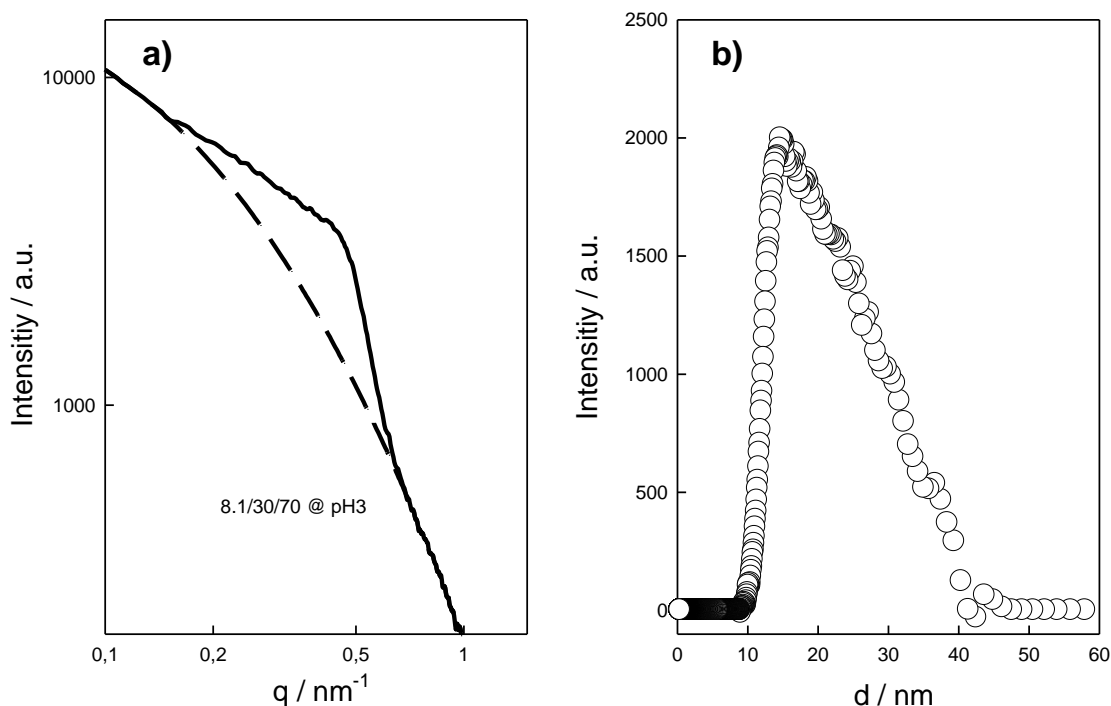 a)
10000
1000
Intensitiy / a.u.
8.1/30/70 @ pH3
0,1
0,2
0,5
1
q / nm⁻¹
b)
2500
2000
1500
1000
500
0
Intensitiy / a.u.
0
10
20
30
40
50
60
d / nm